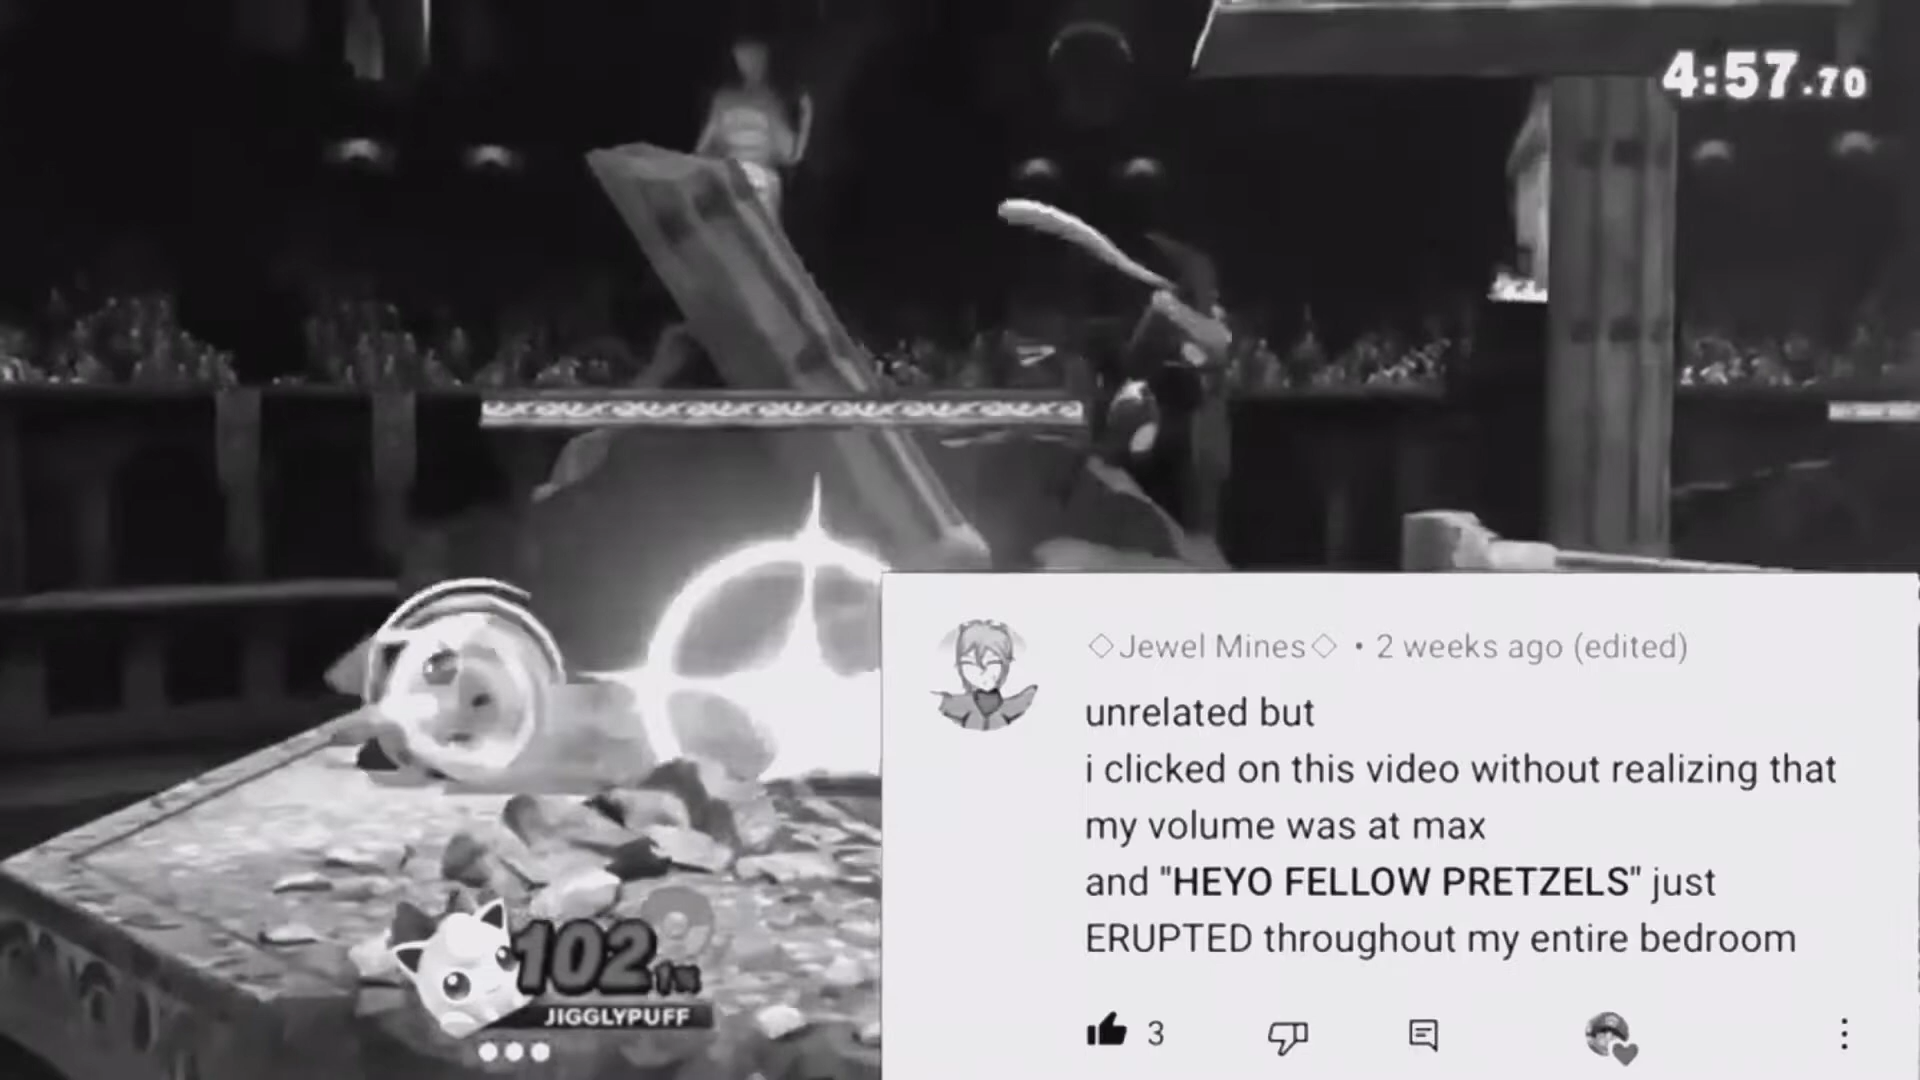 4:57.70
◇Jewel Mines◇ • 2 weeks ago (edited)
unrelated but
i clicked on this video without realizing that
my volume was at max
and "HEYO FELLOW PRETZELS" just
ERUPTED throughout my entire bedroom
3
102
JIGGLYPUFF